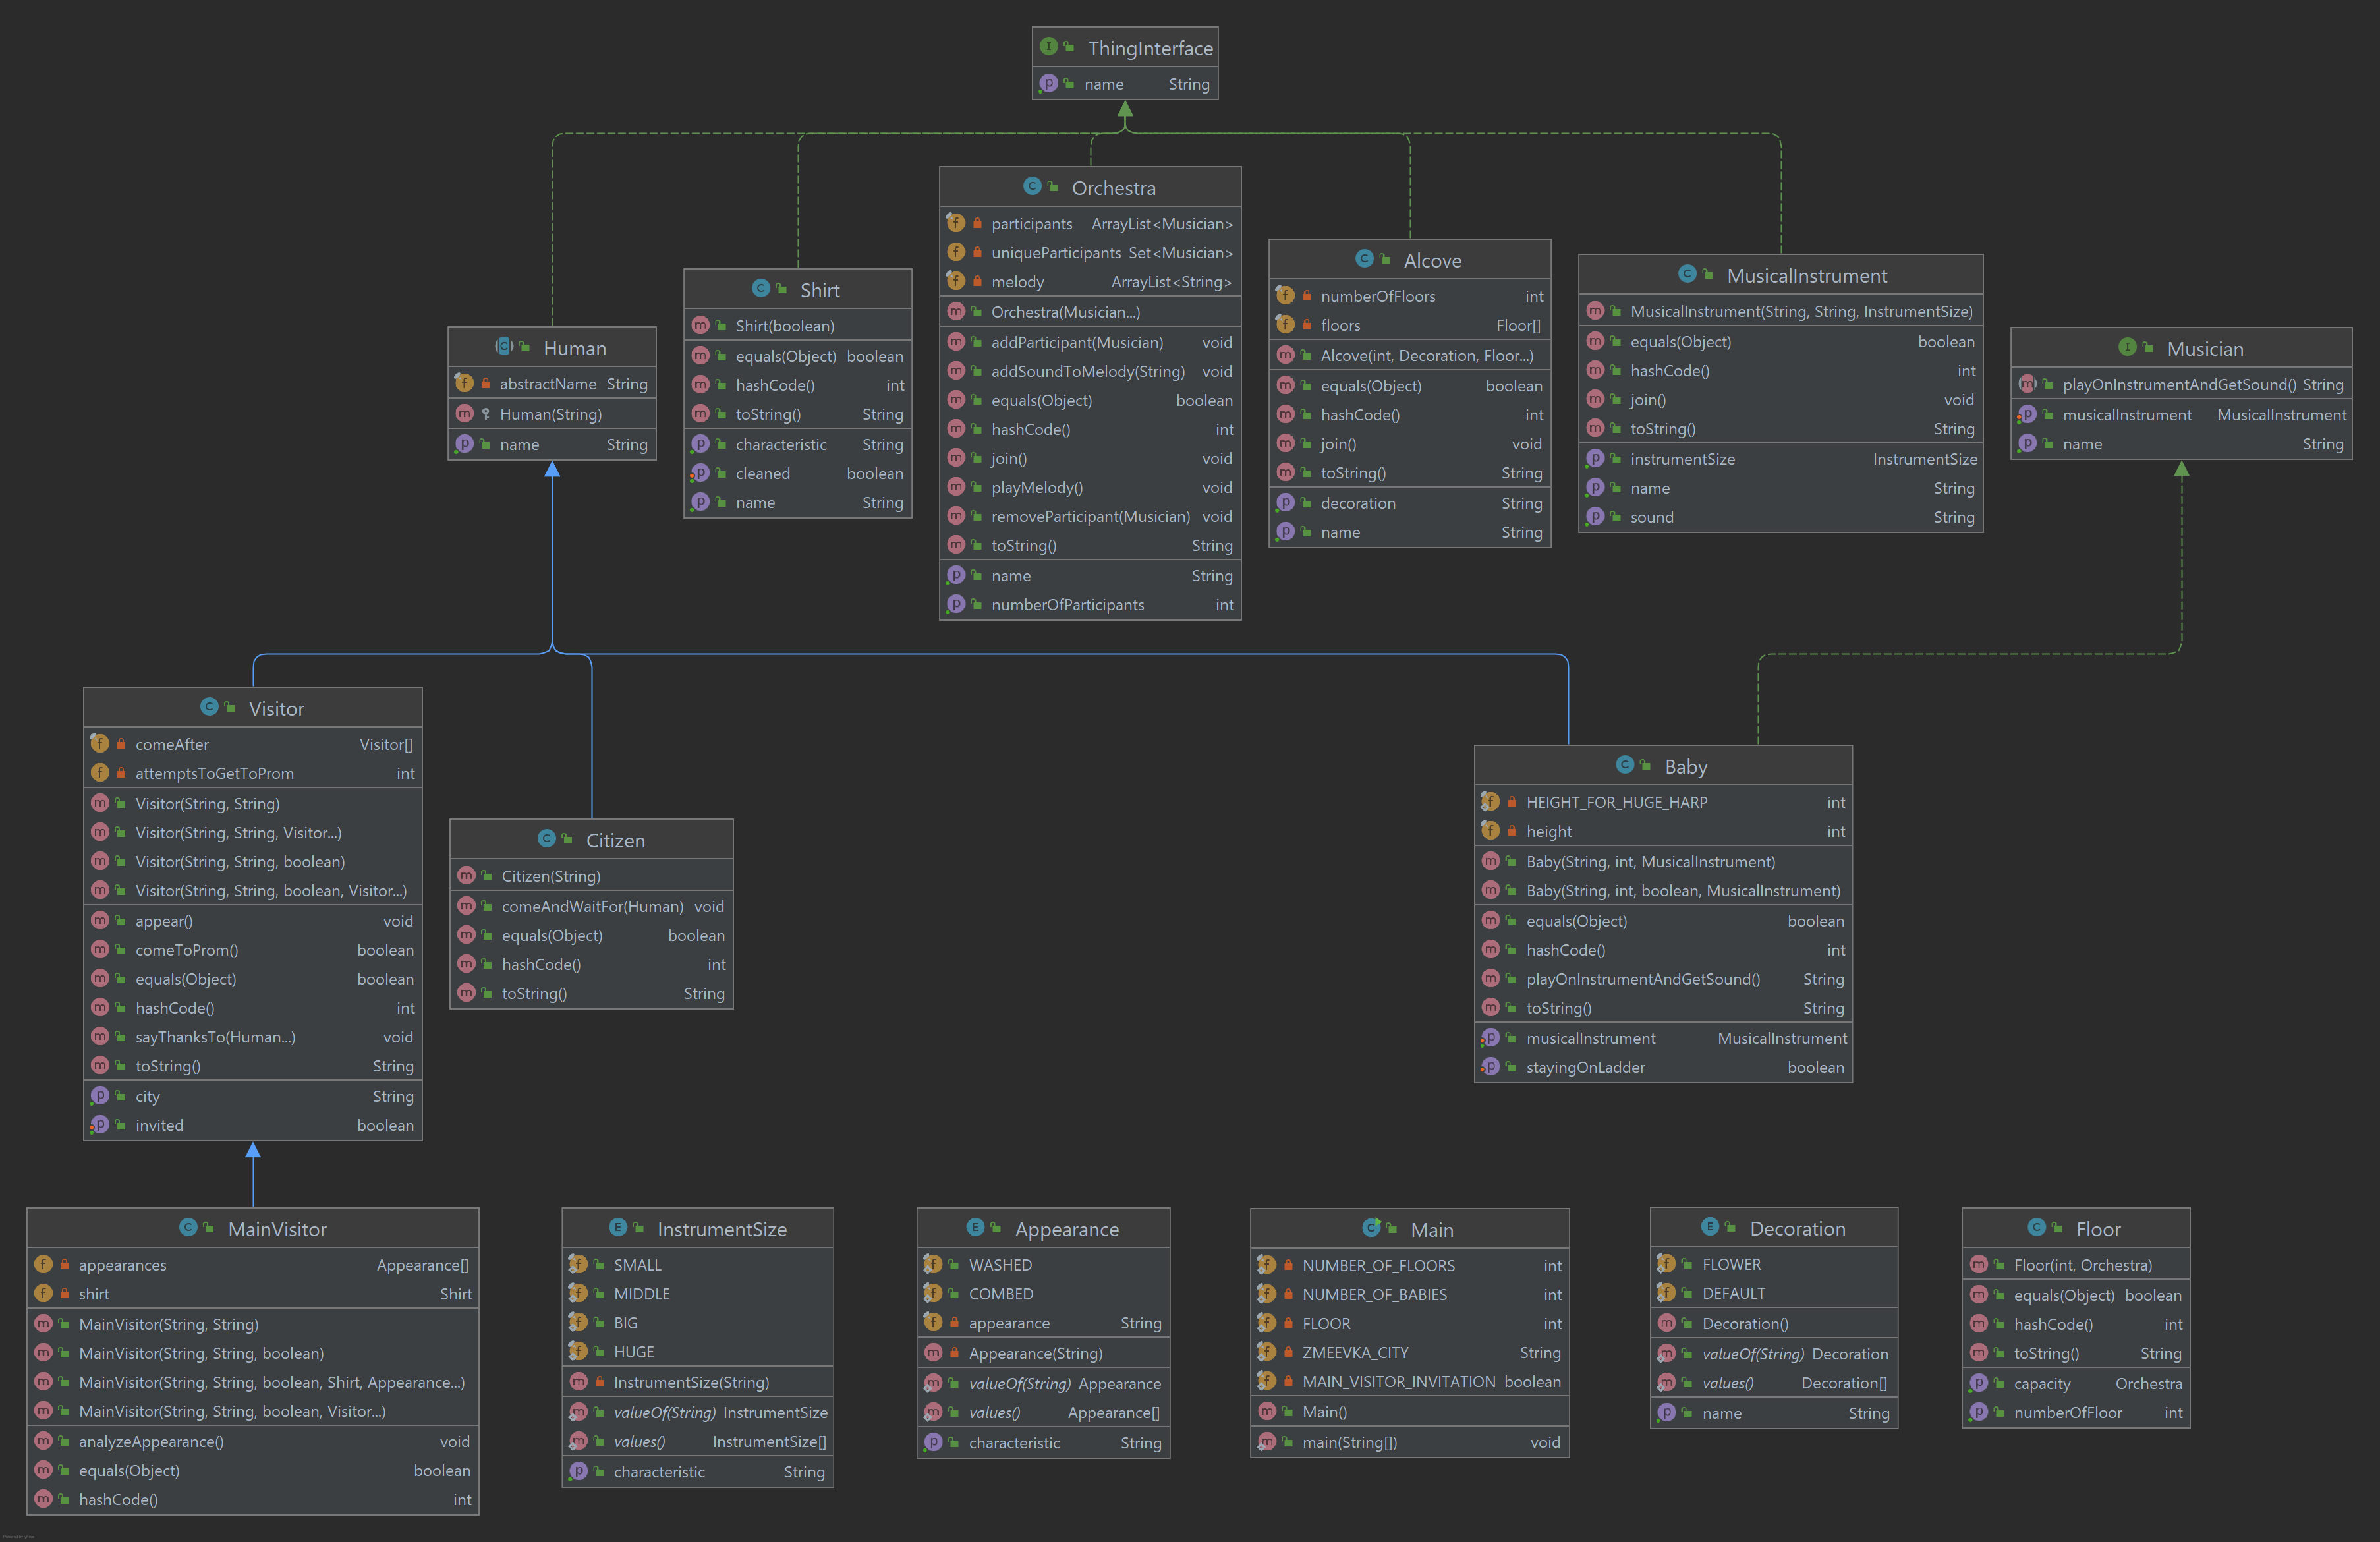 ThingInterface
name String
Human
abstractName String
Human(String)
name String
Shirt
Shirt(boolean)
equals(Object) boolean
hashCode() int
toString() String
characteristic String
cleaned boolean
name String
Orchestra
participants ArrayList<Musician>
uniqueParticipants Set<Musician>
melody ArrayList<String>
Orchestra(Musician...)
addParticipant(Musician) void
addSoundToMelody(String) void
equals(Object) boolean
hashCode() int
join() void
playMelody() void
removeParticipant(Musician) void
toString() String
name String
numberOfParticipants int
Alcove
numberOfFloors int
floors Floor[]
Alcove(int, Decoration, Floor...)
equals(Object) boolean
hashCode() int
join() void
toString() String
decoration String
name String
MusicalInstrument
MusicalInstrument(String, String, InstrumentSize)
equals(Object) boolean
hashCode() int
join() void
toString() String
instrumentSize InstrumentSize
name String
sound String
Musician
playOnInstrumentAndGetSound() String
musicalInstrument MusicalInstrument
name String
Visitor
comeAfter Visitor[]
attemptsToGetToProm int
Visitor(String, String)
Visitor(String, String, Visitor...)
Visitor(String, String, boolean)
Visitor(String, String, boolean, Visitor...)
appear() void
comeToProm() boolean
equals(Object) boolean
hashCode() int
sayThanksTo(Human...) void
toString() String
city String
invited boolean
Citizen
Citizen(String)
comeAndWaitFor(Human) void
equals(Object) boolean
hashCode() int
toString() String
Baby
HEIGHT_FOR_HUGE_HARP int
height int
Baby(String, int, MusicalInstrument)
Baby(String, int, boolean, MusicalInstrument)
equals(Object) boolean
hashCode() int
playOnInstrumentAndGetSound() String
toString() String
musicalInstrument MusicalInstrument
stayingOnLadder boolean
MainVisitor
appearances Appearance[]
shirt Shirt
MainVisitor(String, String)
MainVisitor(String, String, boolean)
MainVisitor(String, String, boolean, Shirt, Appearance...)
MainVisitor(String, String, boolean, Visitor...)
analyzeAppearance() void
equals(Object) boolean
hashCode() int
InstrumentSize
SMALL
MIDDLE
BIG
HUGE
InstrumentSize(String)
valueOf(String) InstrumentSize
values() InstrumentSize[]
characteristic String
Appearance
WASHED
COMBED
appearance String
Appearance(String)
valueOf(String) Appearance
values() Appearance[]
characteristic String
Main
NUMBER_OF_FLOORS int
NUMBER_OF_BABIES int
FLOOR int
ZMEEVKA_CITY String
MAIN_VISITOR_INVITATION boolean
Main()
main(String[]) void
Decoration
FLOWER
DEFAULT
Decoration()
valueOf(String) Decoration
values() Decoration[]
name String
Floor
Floor(int, Orchestra)
equals(Object) boolean
hashCode() int
toString() String
capacity Orchestra
numberOfFloor int